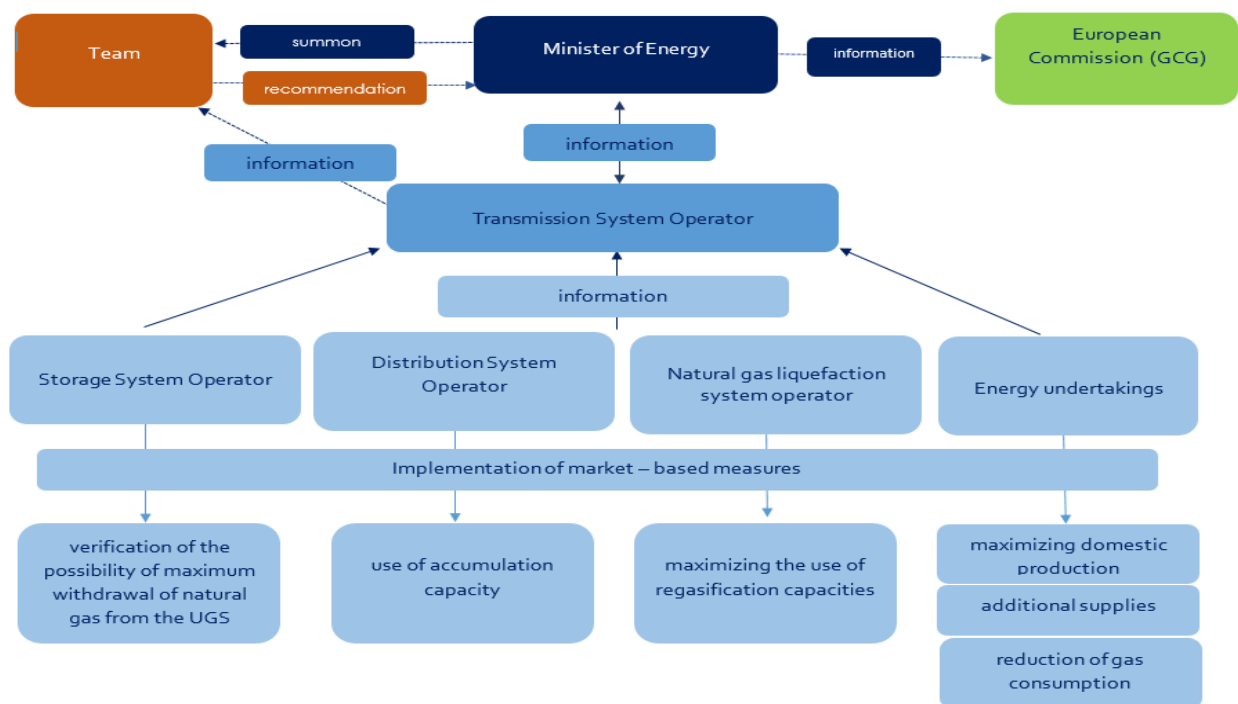 Team
summon
recommendation
Minister of Energy
information
European
Commission (GCG)
information
information
Transmission System Operator
information
Storage System Operator
Distribution System
Operator
Natural gas liquefaction
system operator
Energy undertakings
Implementation of market – based measures
verification of the
possibility of maximum
withdrawal of natural
gas from the UGS
use of accumulation
capacity
maximizing the use of
regasification capacities
maximizing domestic
production
additional supplies
reduction of gas
consumption